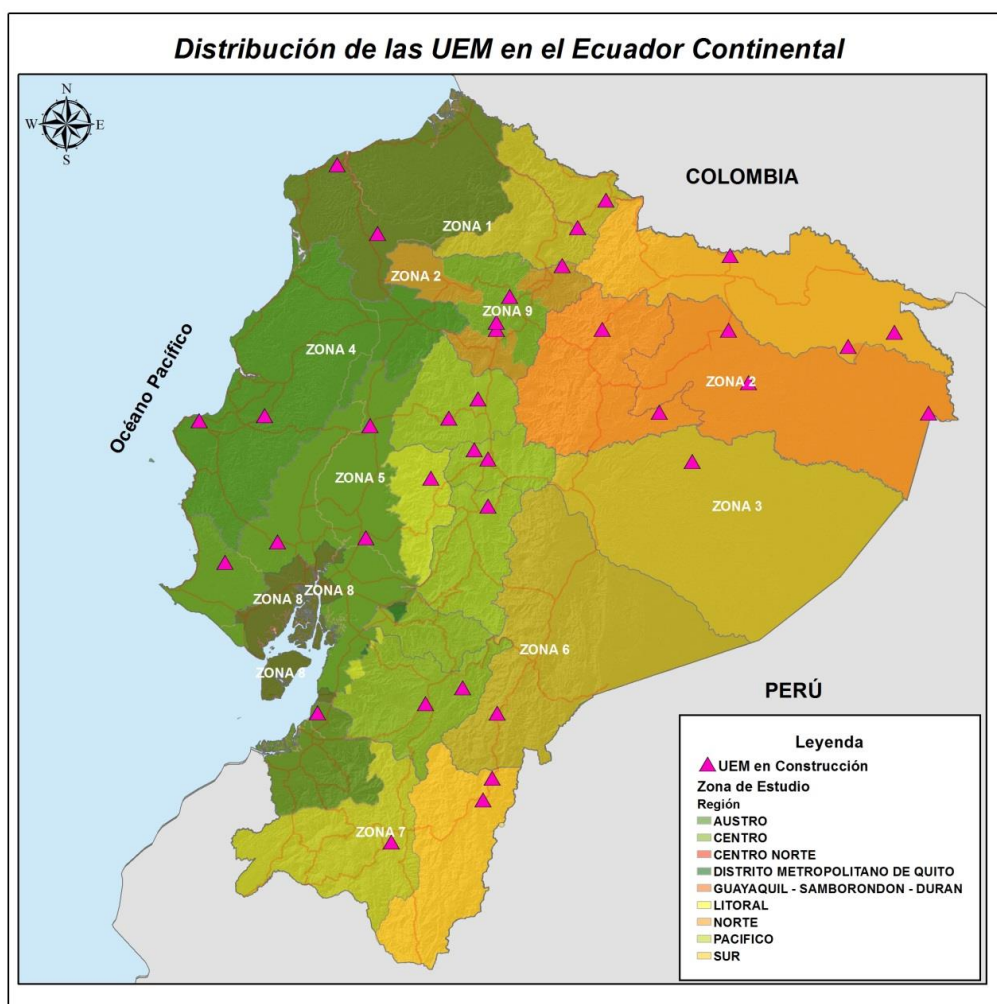 Distribución de las UEM en el Ecuador Continental
N
W E
S
COLOMBIA
ZONA 1
ZONA 2
ZONA 9
ZONA 4
ZONA 2
Océano Pacífico
ZONA 5
ZONA 3
ZONA 8
ZONA 8
ZONA 6
ZONA 8
PERÚ
ZONA 7
Leyenda
UEM en Construcción
Zona de Estudio
Región
AUSTRO
CENTRO
CENTRO NORTE
DISTRITO METROPOLITANO DE QUITO
GUAYAQUIL - SAMBORONDON - DURAN
LITORAL
NORTE
PACIFICO
SUR